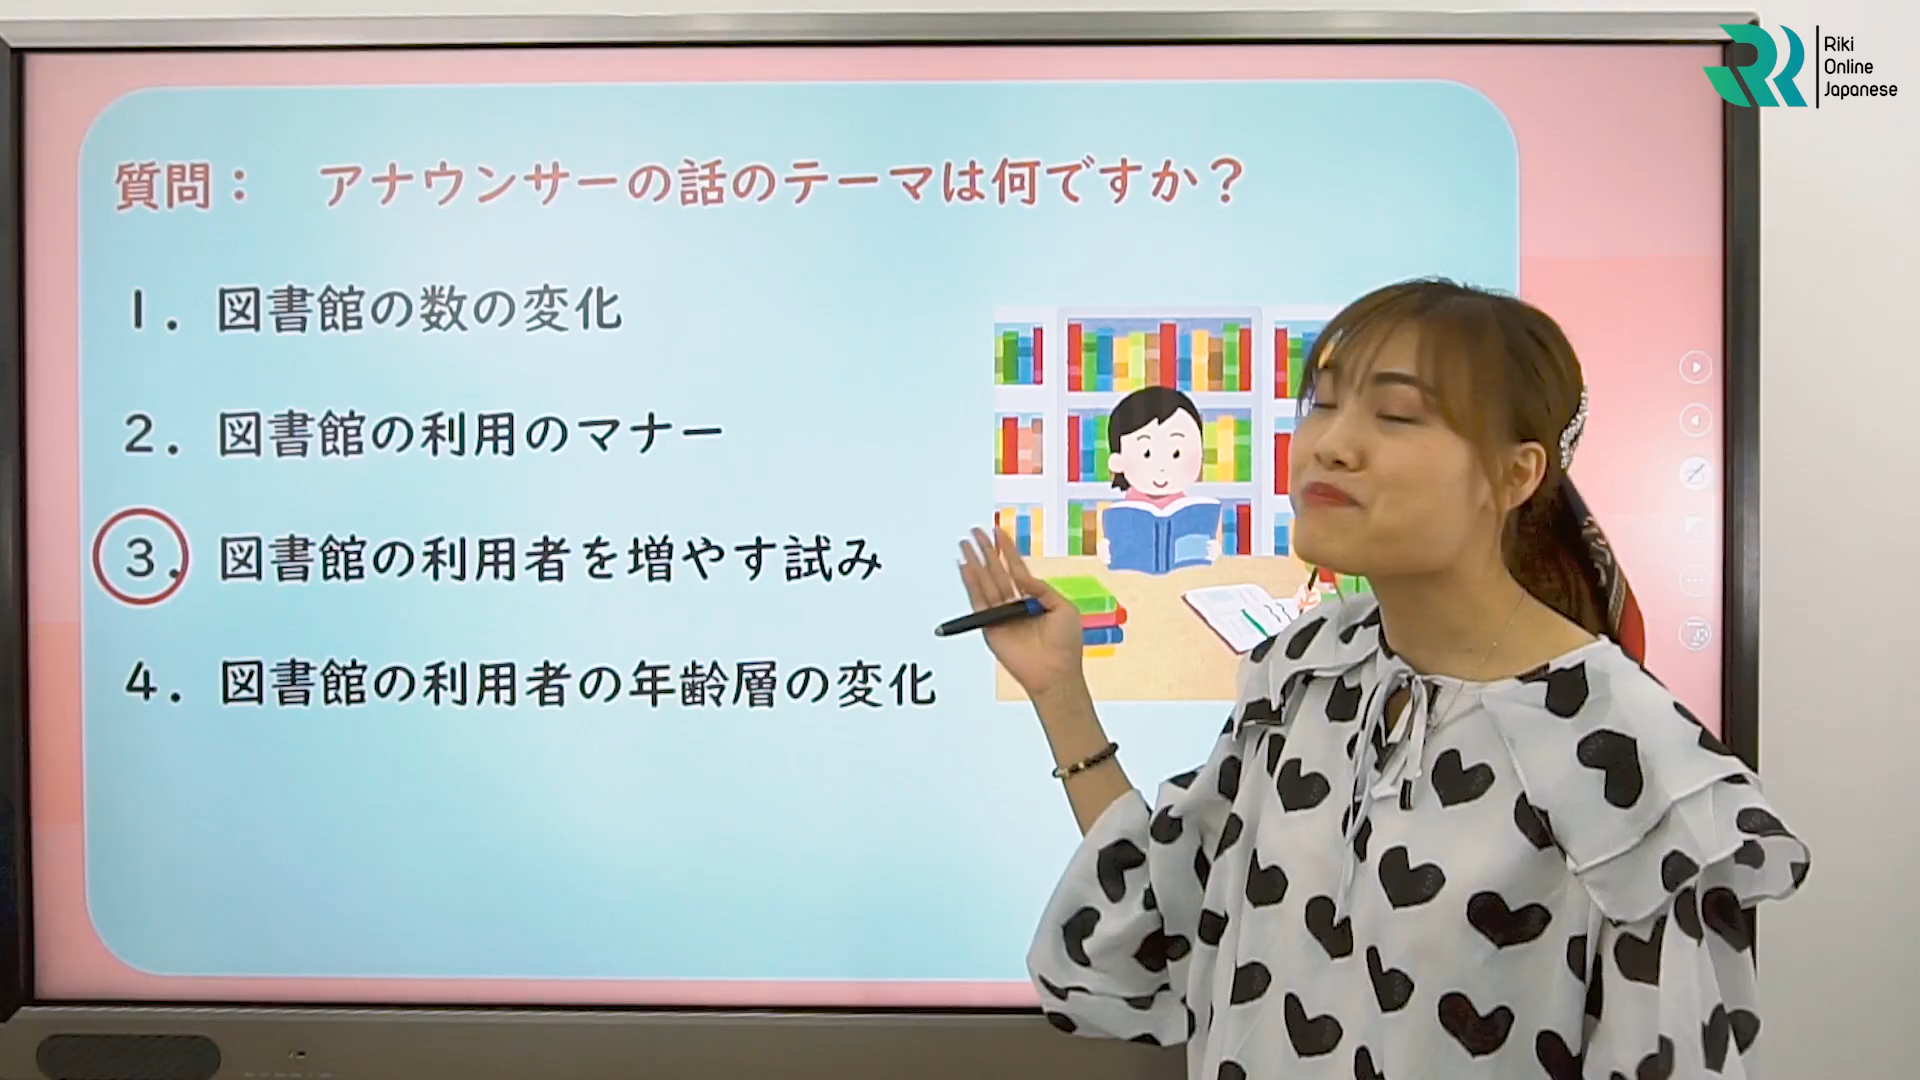 質問： アナウンサーの話のテーマは何ですか？
1. 図書館の数の変化
2. 図書館の利用のマナー
3. 図書館の利用者を増やす試み
4. 図書館の利用者の年齢層の変化
Riki
Online
Japanese